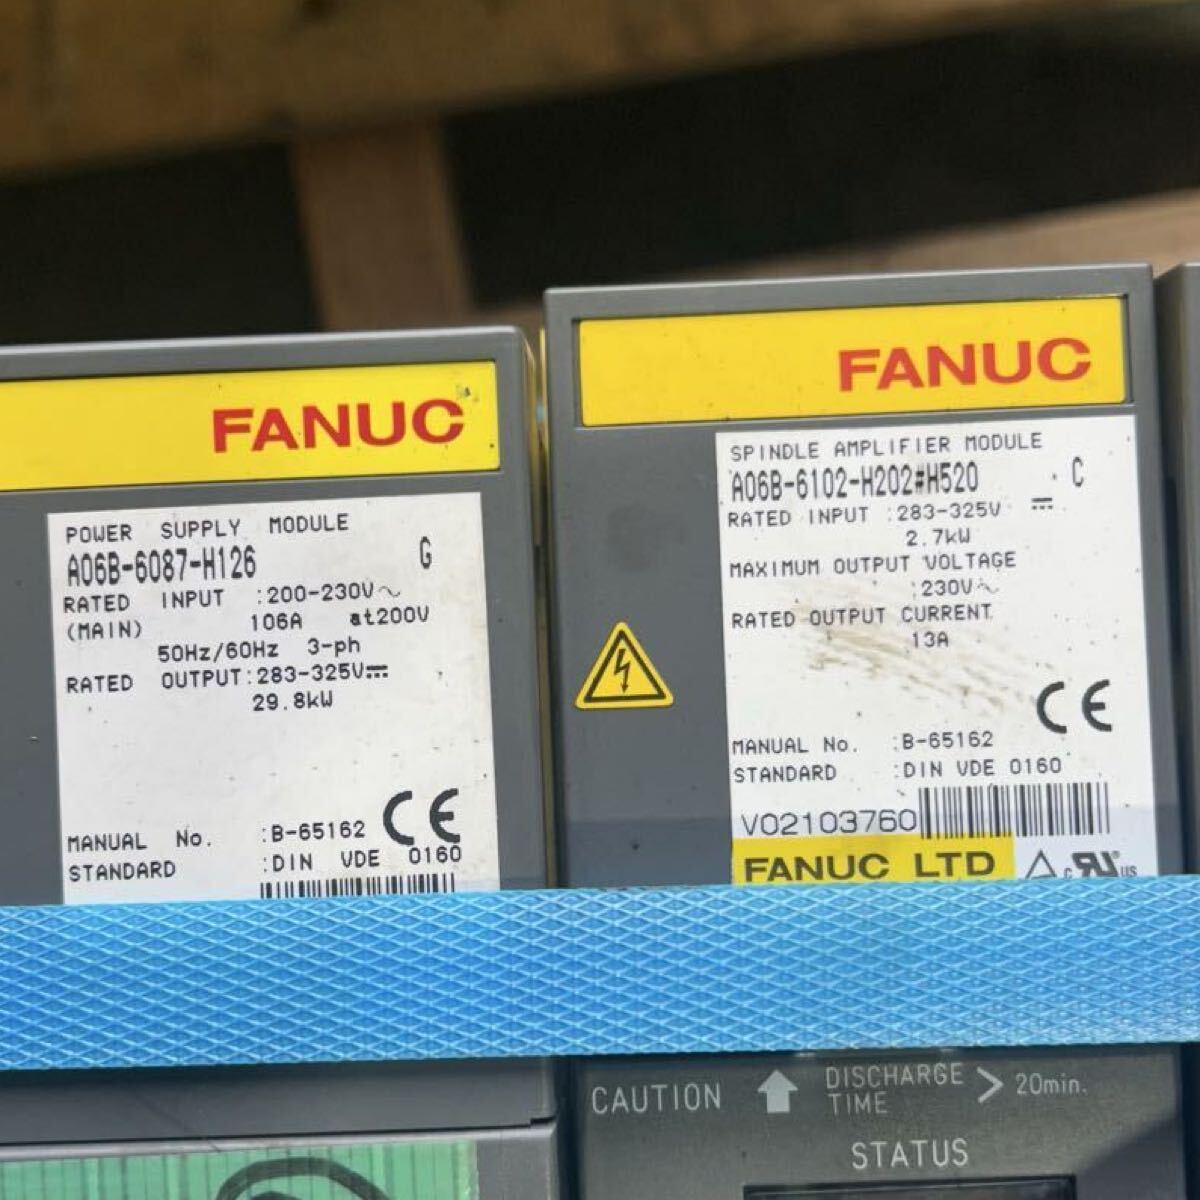 FANUC
POWER SUPPLY MODULE
A06B-6087-H126 G
RATED INPUT :200-230V~
(MAIN) 106A at200V
50Hz/60Hz 3-ph
RATED OUTPUT:283-325V⎓
29.8kW
MANUAL No. :B-65162
STANDARD :DIN VDE 0160
CE
FANUC
SPINDLE AMPLIFIER MODULE
A06B-6102-H202#H520 C
RATED INPUT :283-325V ⎓
2.7kW
MAXIMUM OUTPUT VOLTAGE
:230V~
RATED OUTPUT CURRENT
13A
CE
MANUAL No. :B-65162
STANDARD :DIN VDE 0160
V02103760
FANUC LTD
c RU US
CAUTION DISCHARGE TIME > 20min.
STATUS